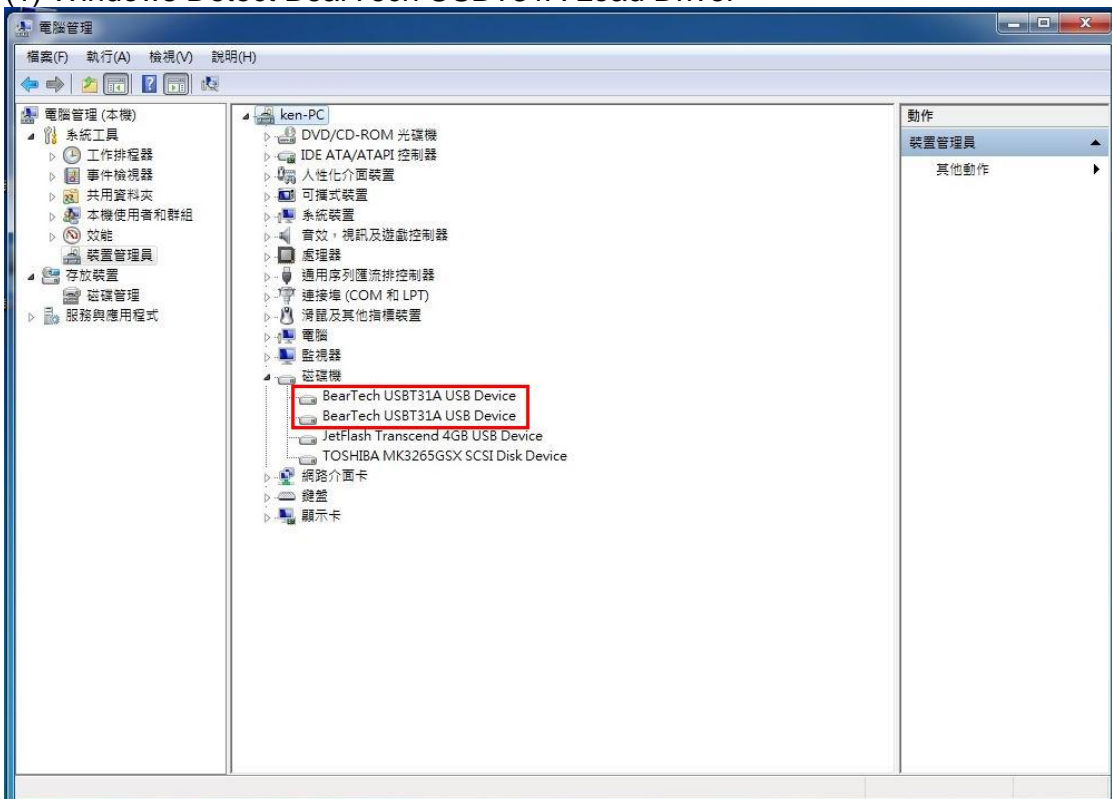 (1) Windows Detect BearTech USBT31A Load Driver
電腦管理
檔案(F) 執行(A) 檢視(V) 說明(H)
電腦管理 (本機)
系統工具
工作排程器
事件檢視器
共用資料夾
本機使用者和群組
效能
裝置管理員
存放裝置
磁碟管理
服務與應用程式
ken-PC
DVD/CD-ROM 光碟機
IDE ATA/ATAPI 控制器
人性化介面裝置
可攜式裝置
系統裝置
音效，視訊及遊戲控制器
處理器
通用序列匯流排控制器
連接埠 (COM 和 LPT)
滑鼠及其他指標裝置
電腦
監視器
磁碟機
BearTech USBT31A USB Device
BearTech USBT31A USB Device
JetFlash Transcend 4GB USB Device
TOSHIBA MK3265GSX SCSI Disk Device
網路介面卡
鍵盤
顯示卡
動作
裝置管理員
其他動作